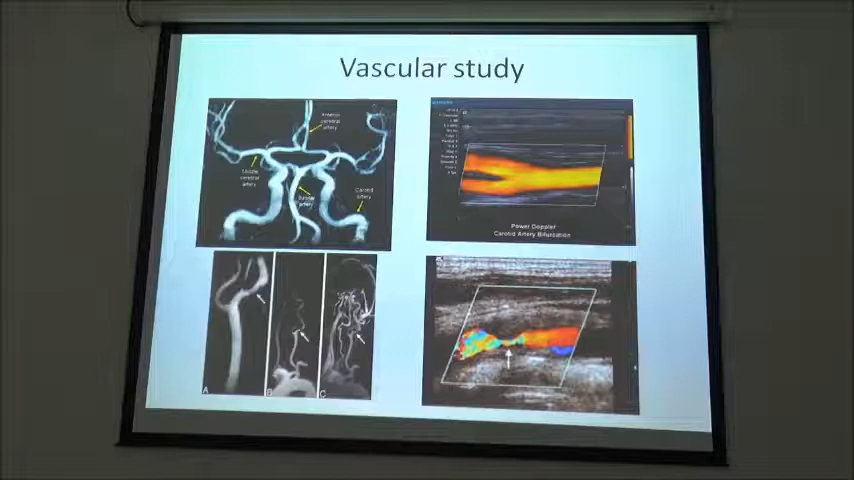 Vascular study
Anterior
cerebral
artery
Middle
cerebral
artery
Basilar
artery
Carotid
artery
Power Doppler
Carotid Artery Bifurcation
A
B
C